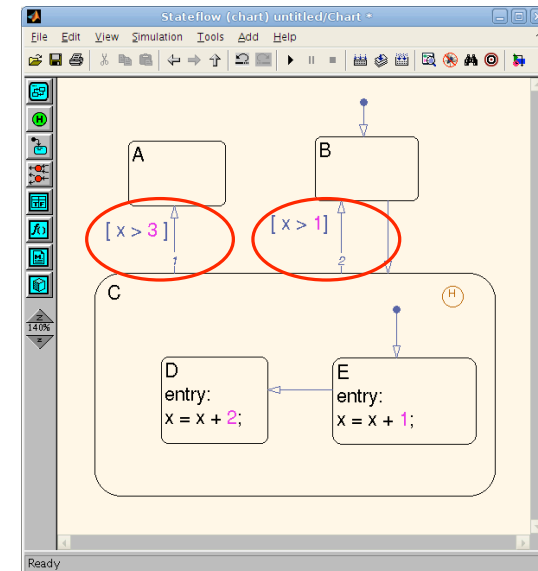 Stateflow (chart) untitled/Chart *
File Edit View Simulation Tools Add Help
A
B
[ x > 3 ]
[ x > 1]
1
2
C
H
140%
D
entry:
x = x + 2;
E
entry:
x = x + 1;
Ready